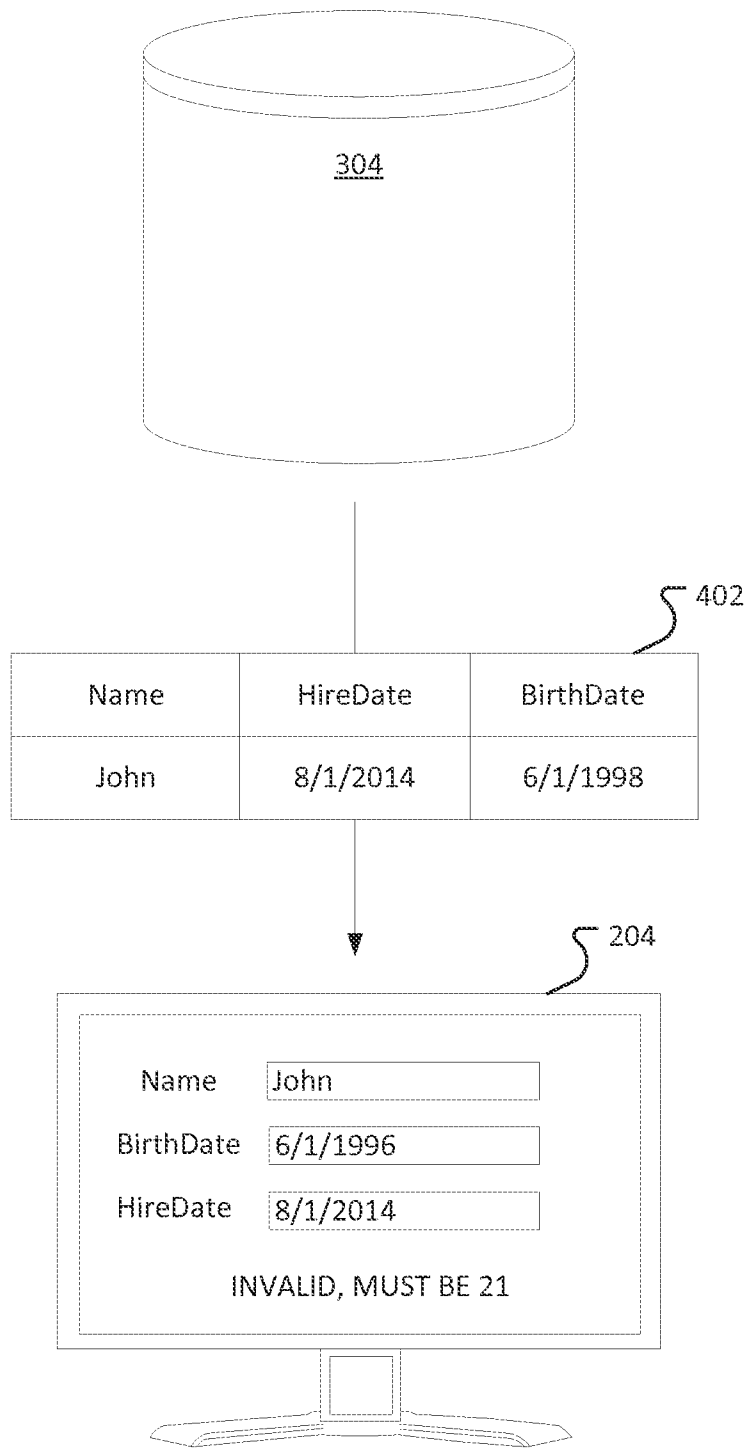 304
402
Name HireDate BirthDate
John 8/1/2014 6/1/1998
204
Name John
BirthDate 6/1/1996
HireDate 8/1/2014
INVALID, MUST BE 21